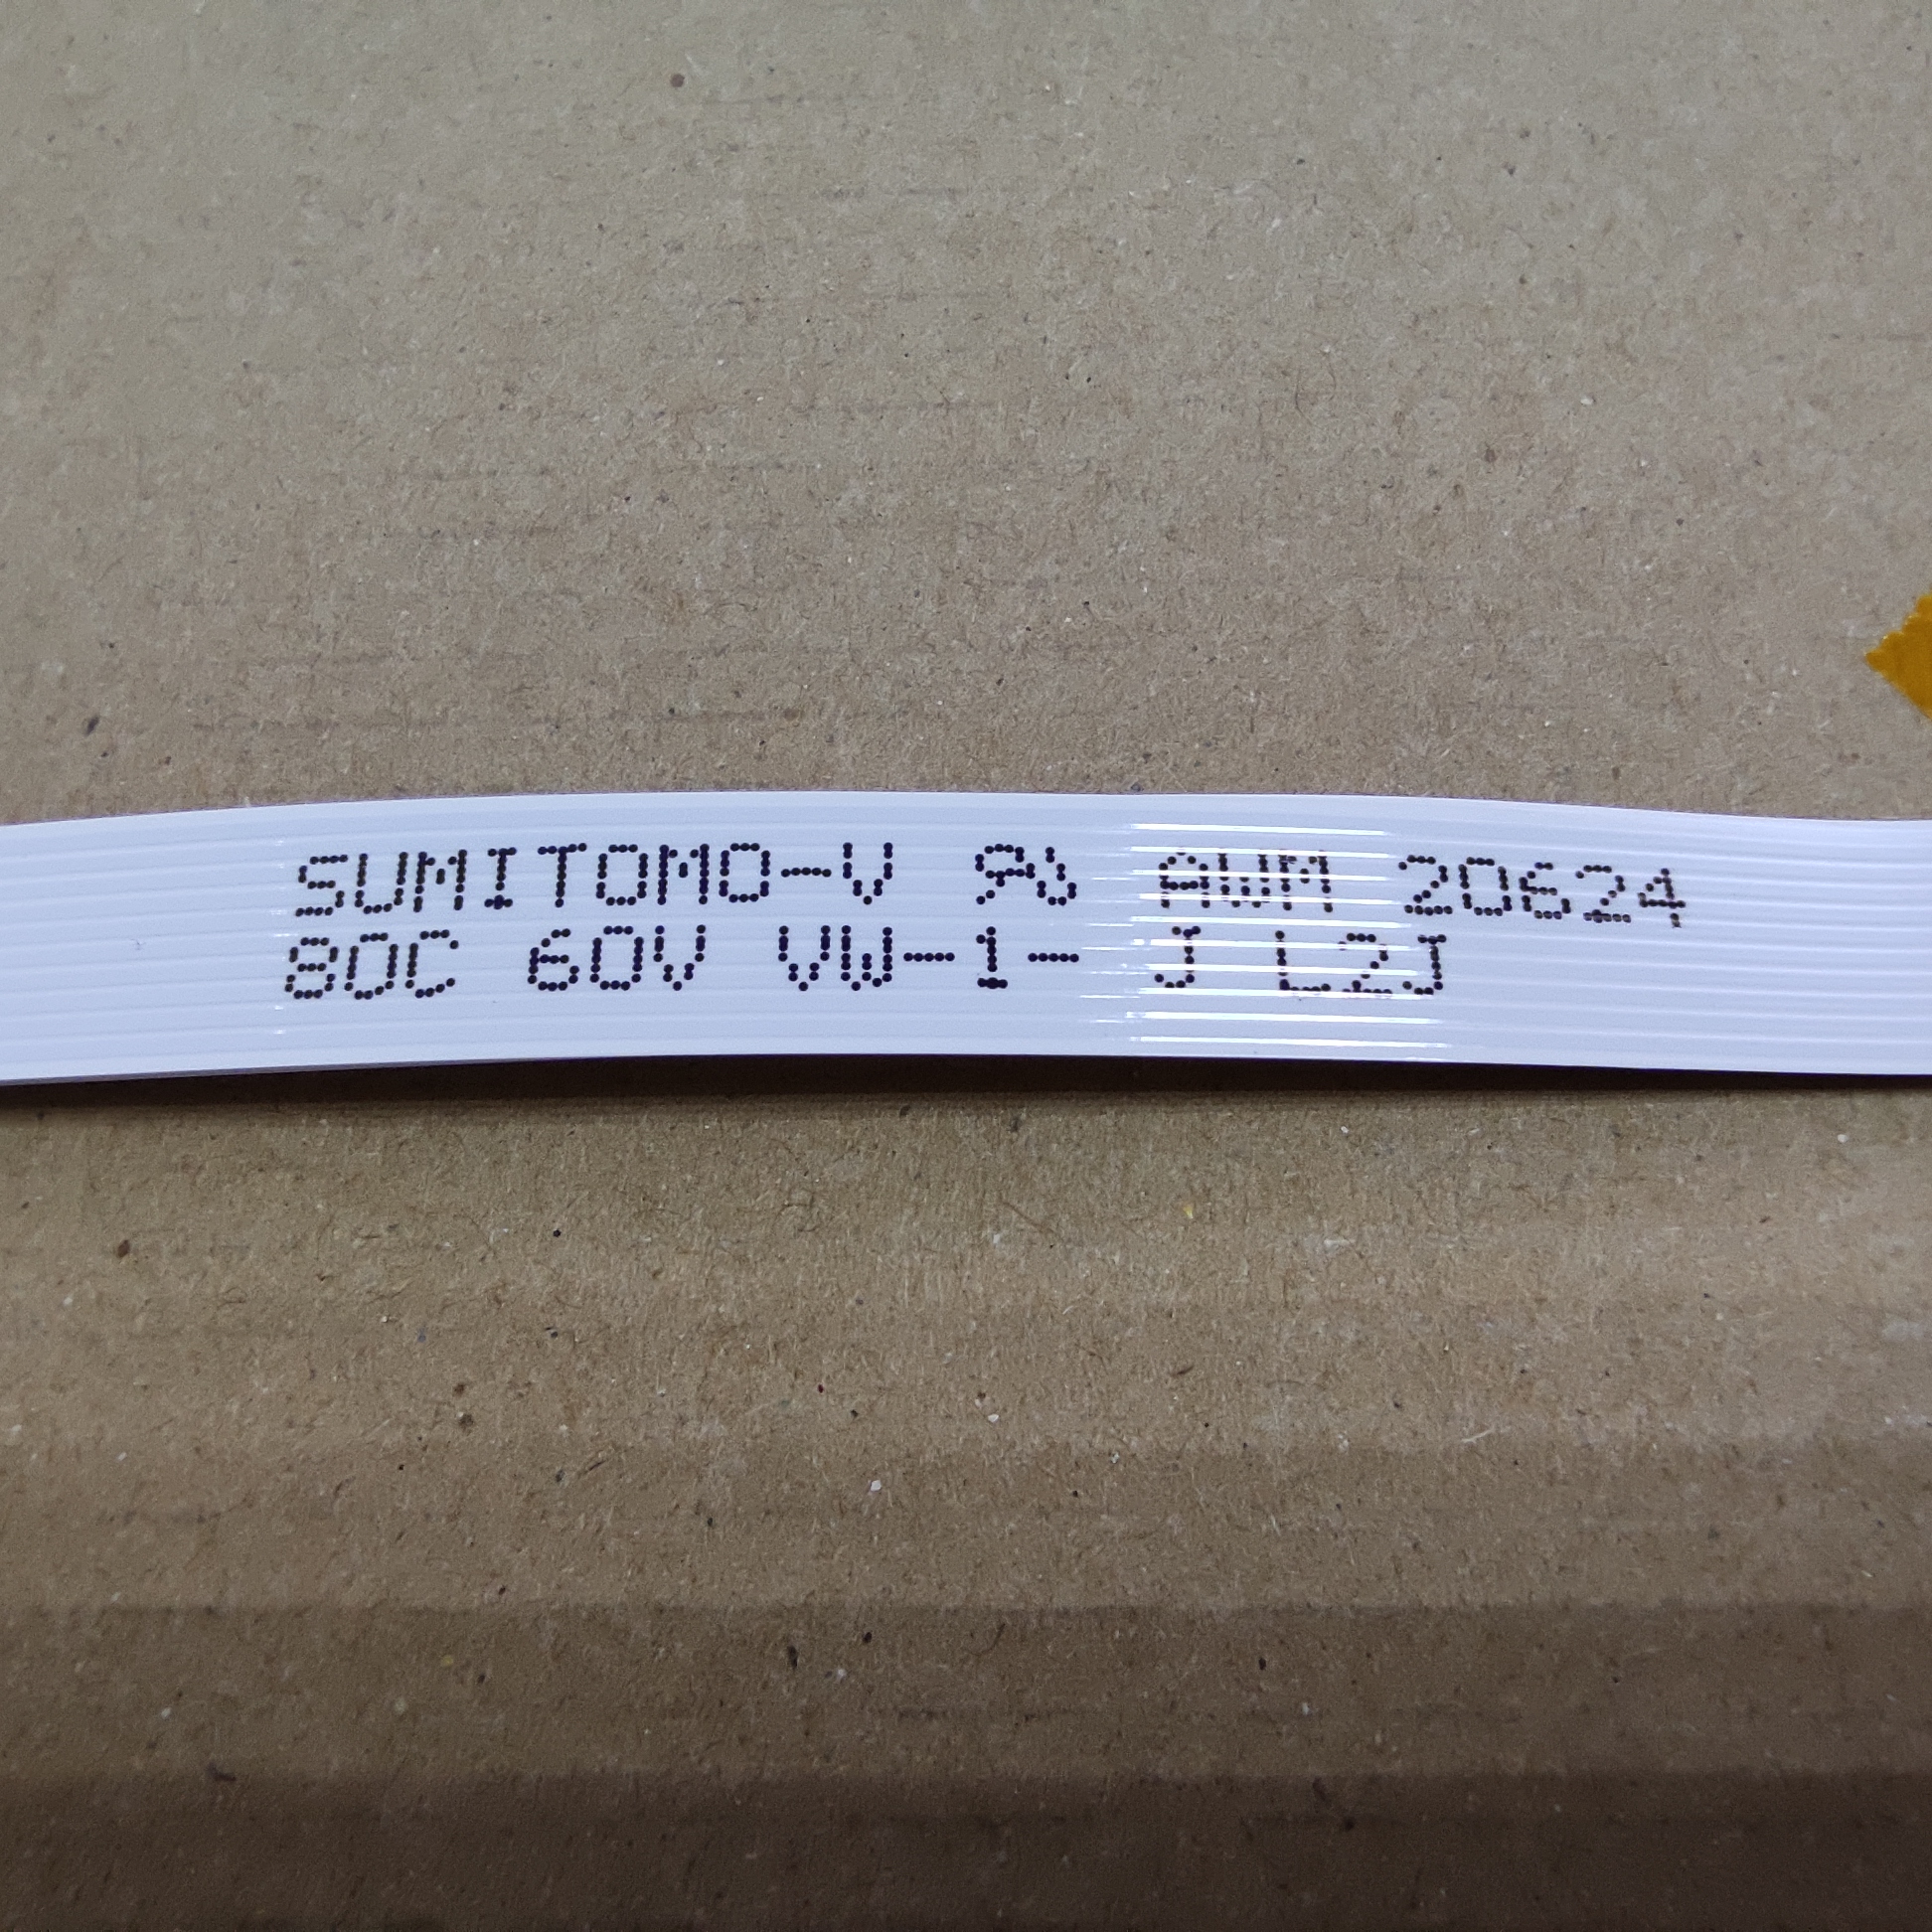 SUMITOMO-V AWM 20624
80C 60V VW-1- J L2J